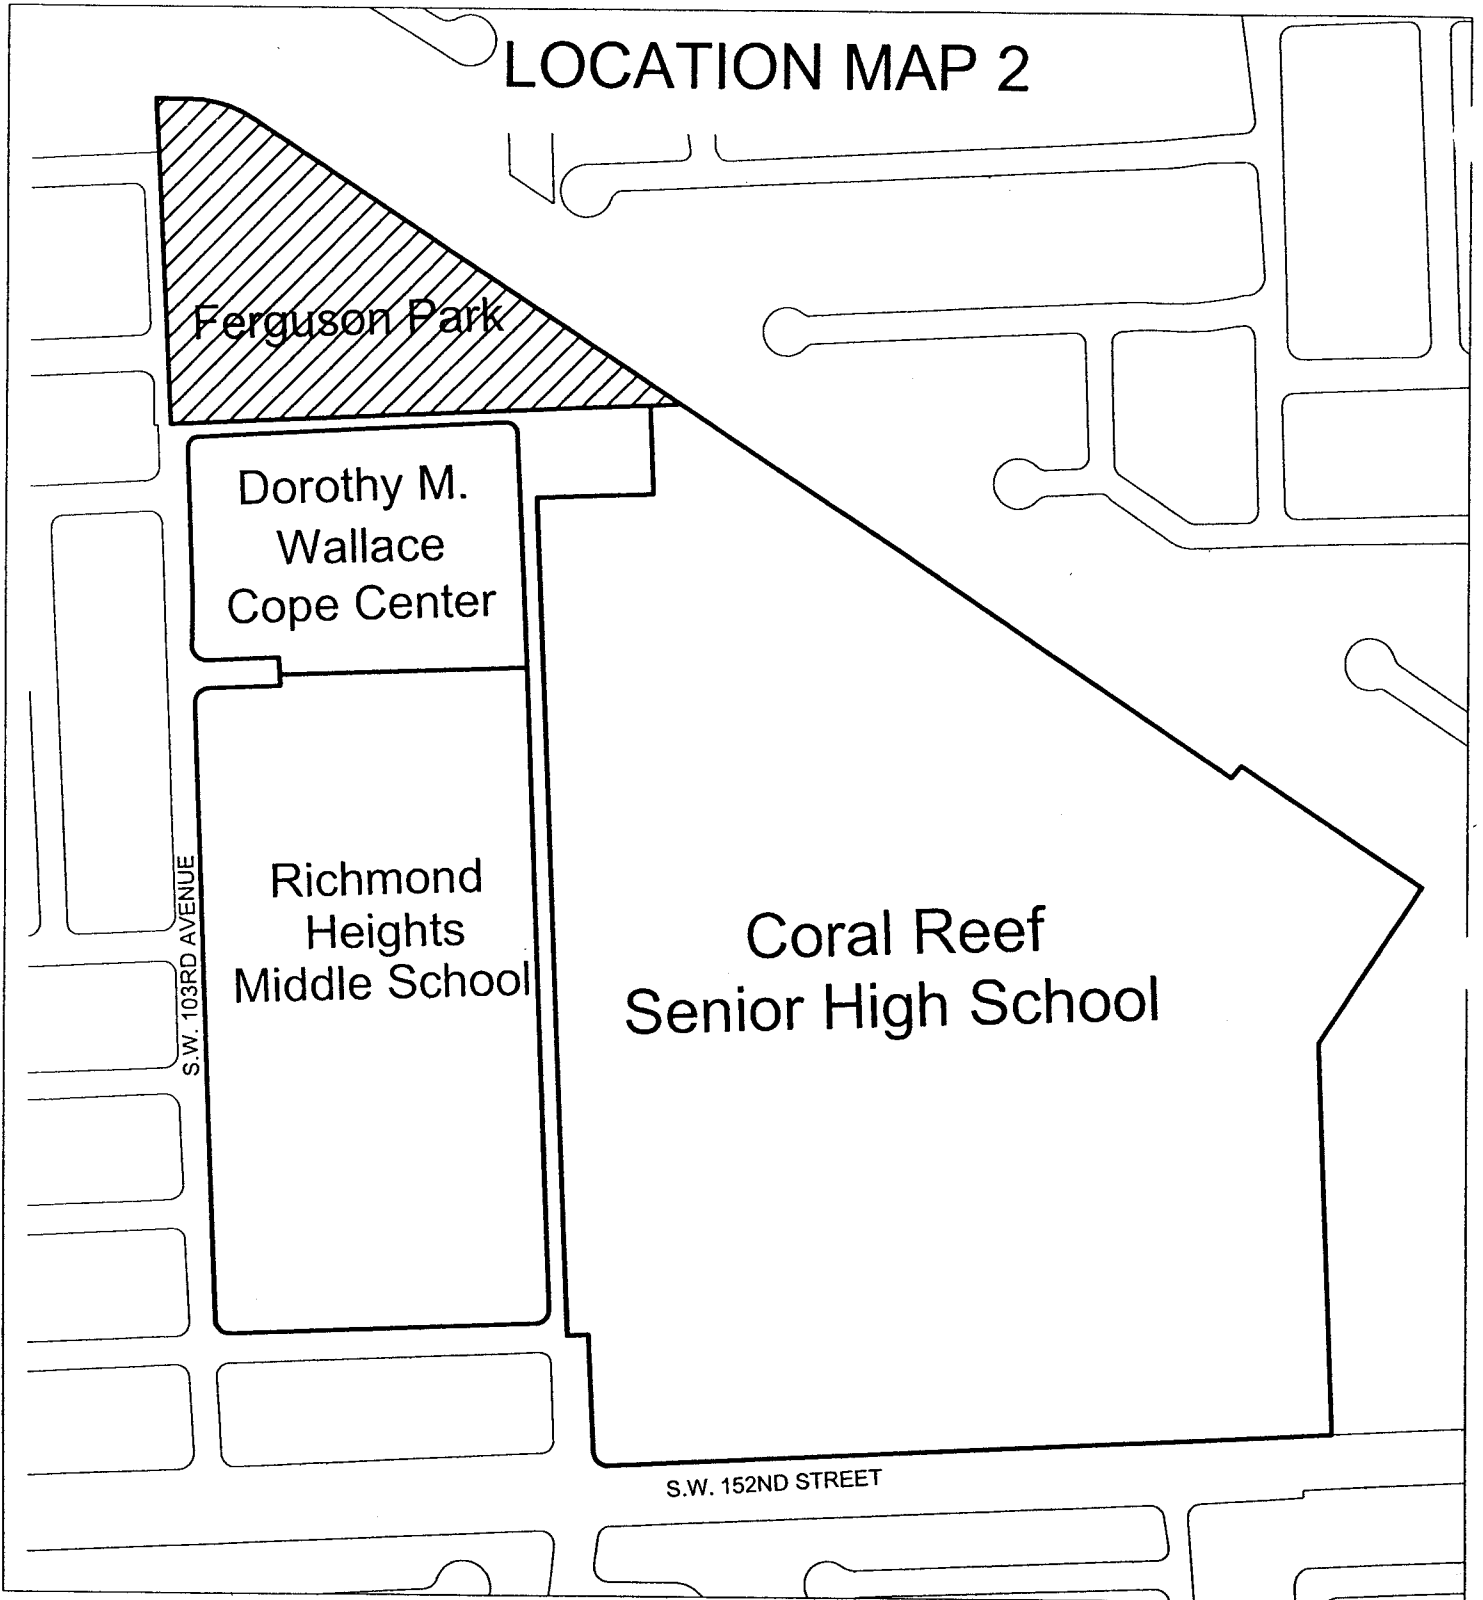 LOCATION MAP 2
Ferguson Park
Dorothy M.
Wallace
Cope Center
Richmond
Heights
Middle School
S.W. 103RD AVENUE
Coral Reef
Senior High School
S.W. 152ND STREET